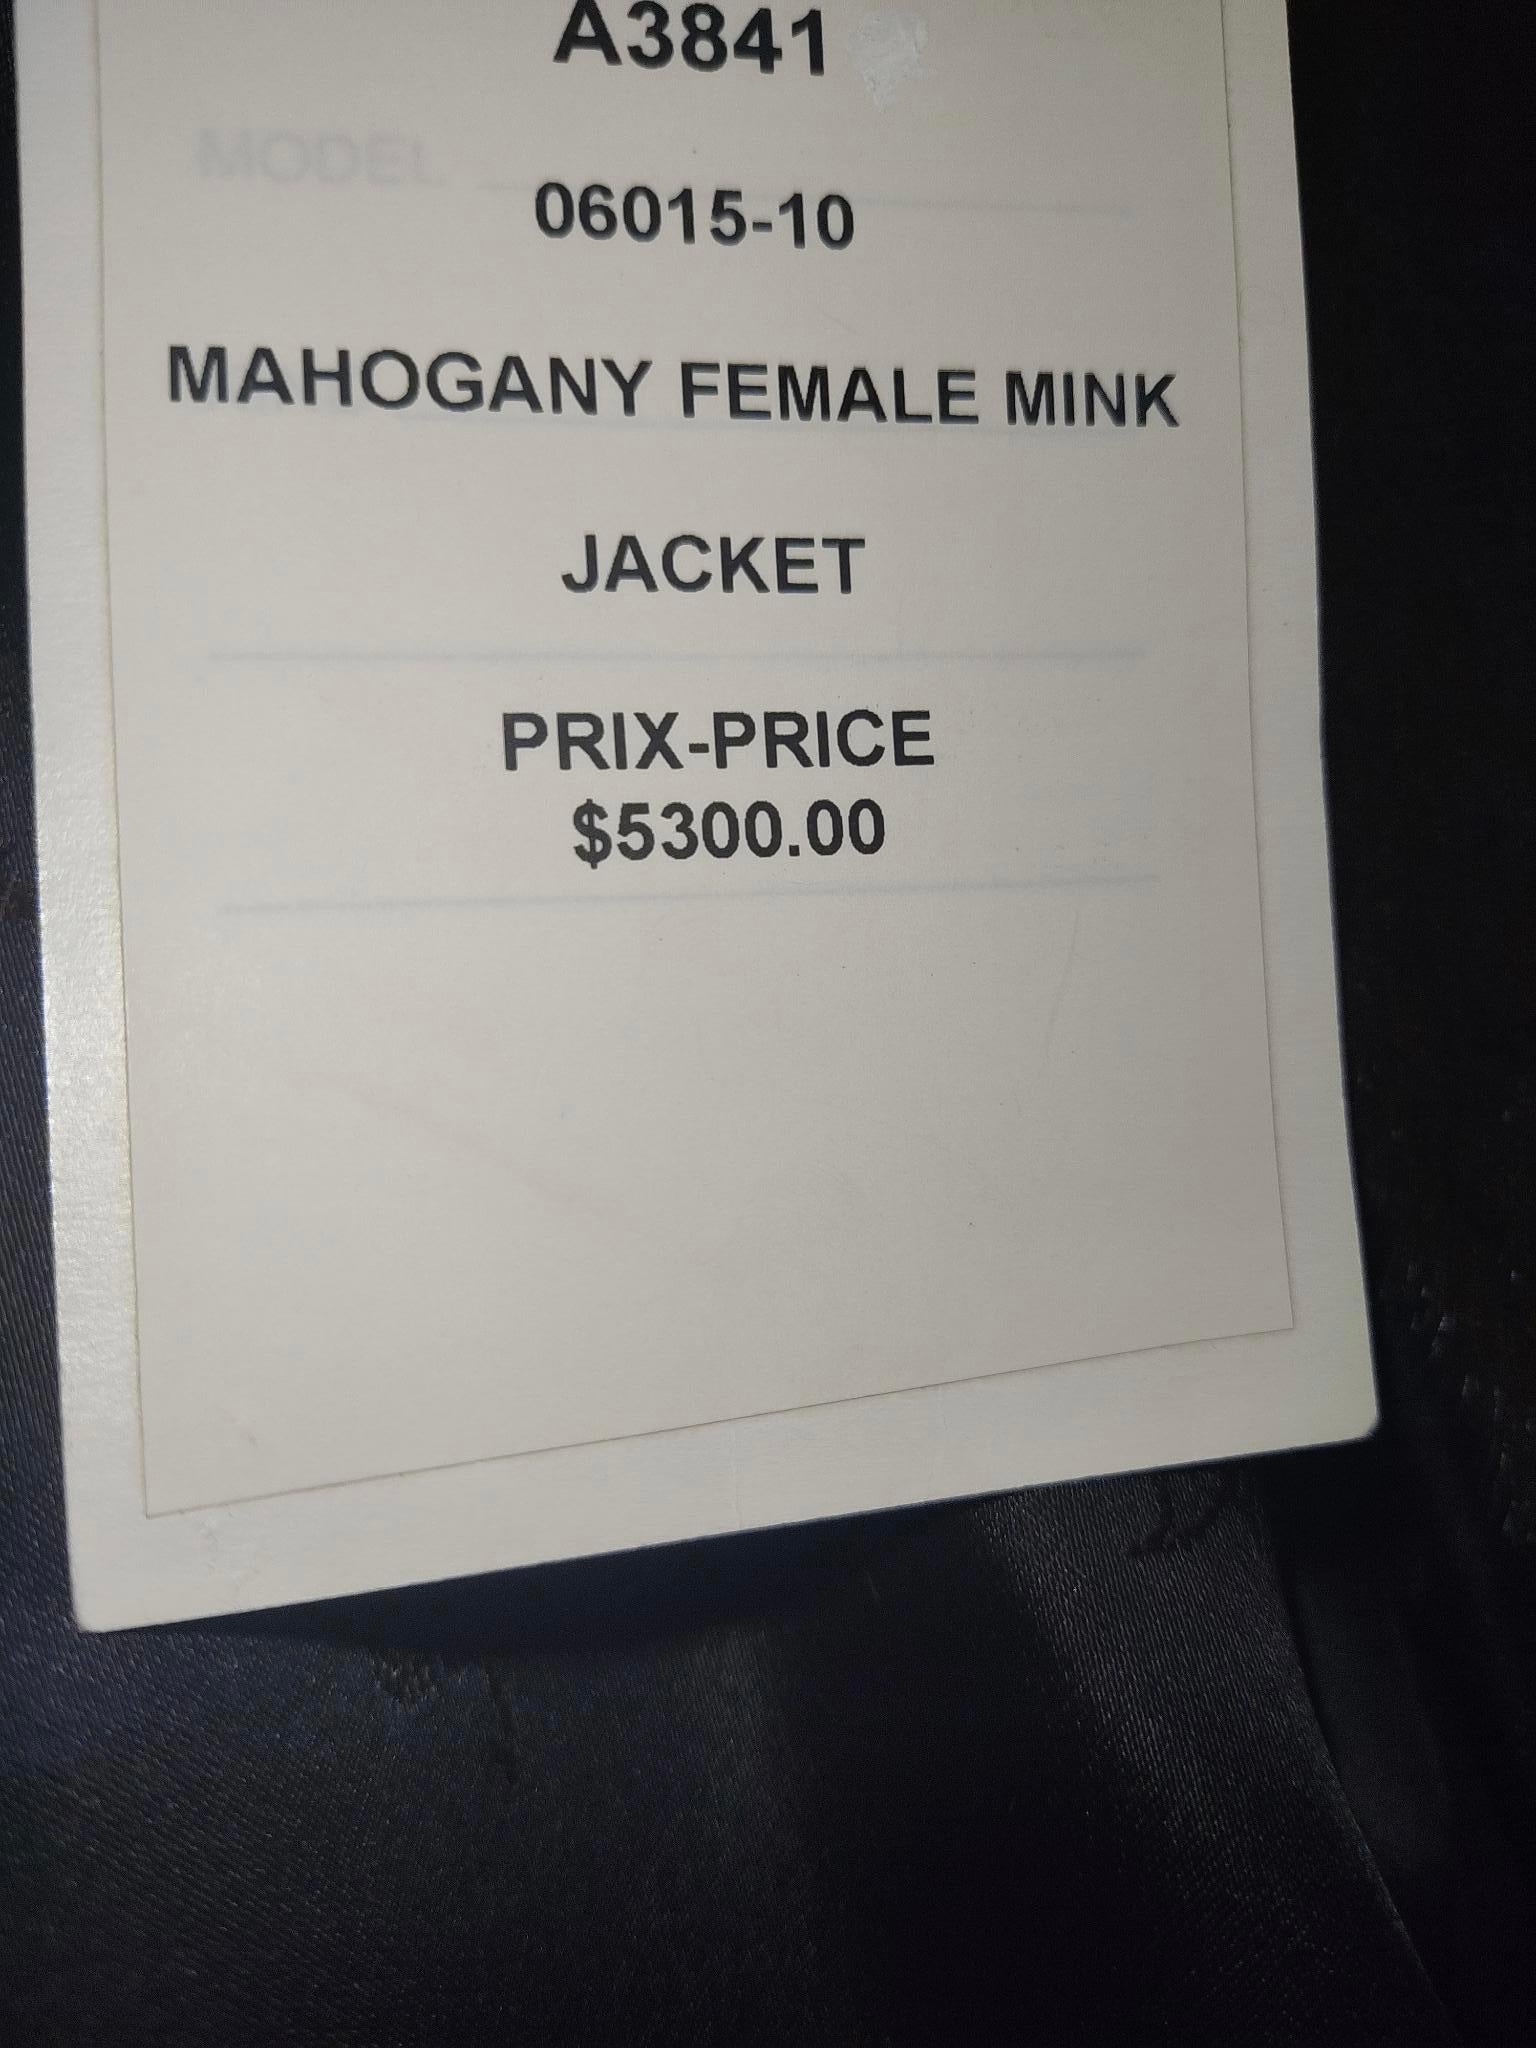 A3841
MODEL
06015-10
MAHOGANY FEMALE MINK
JACKET
PRIX-PRICE
$5300.00